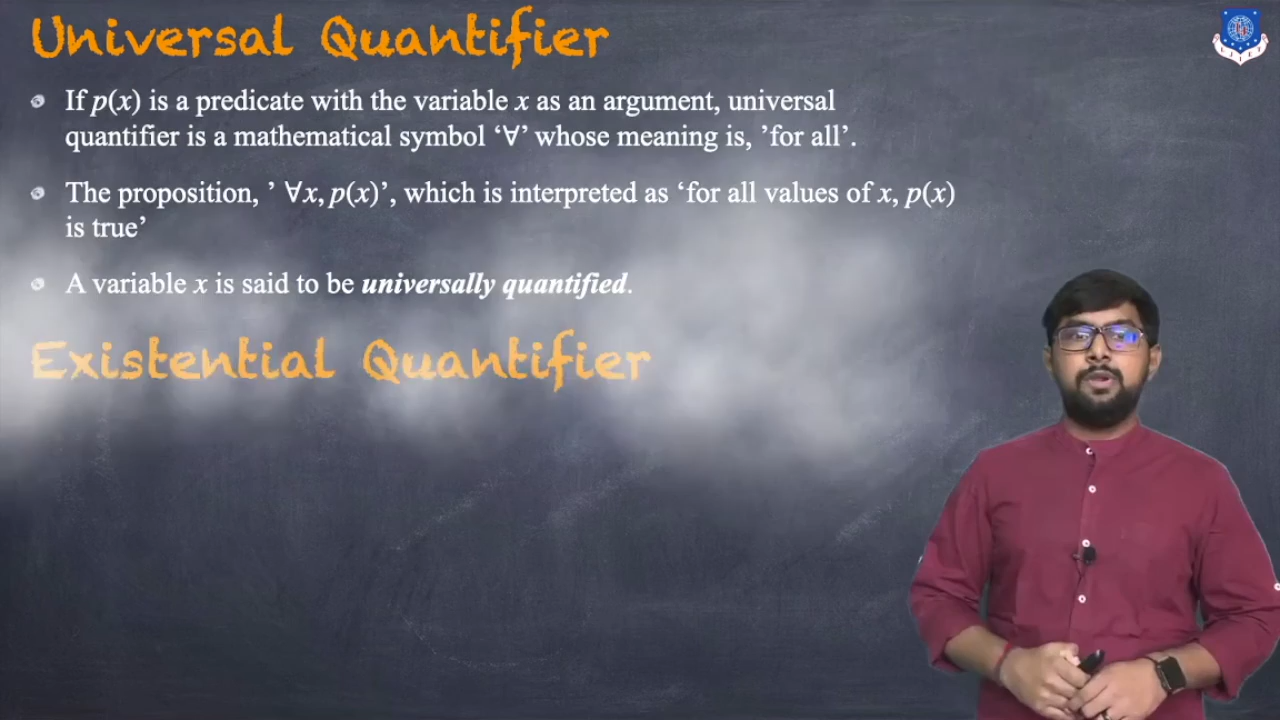 Universal Quantifier
If p(x) is a predicate with the variable x as an argument, universal
quantifier is a mathematical symbol ‘∀’ whose meaning is, ’for all’.
The proposition, ’ ∀x, p(x)’, which is interpreted as ‘for all values of x, p(x)
is true’
A variable x is said to be universally quantified.
Existential Quantifier